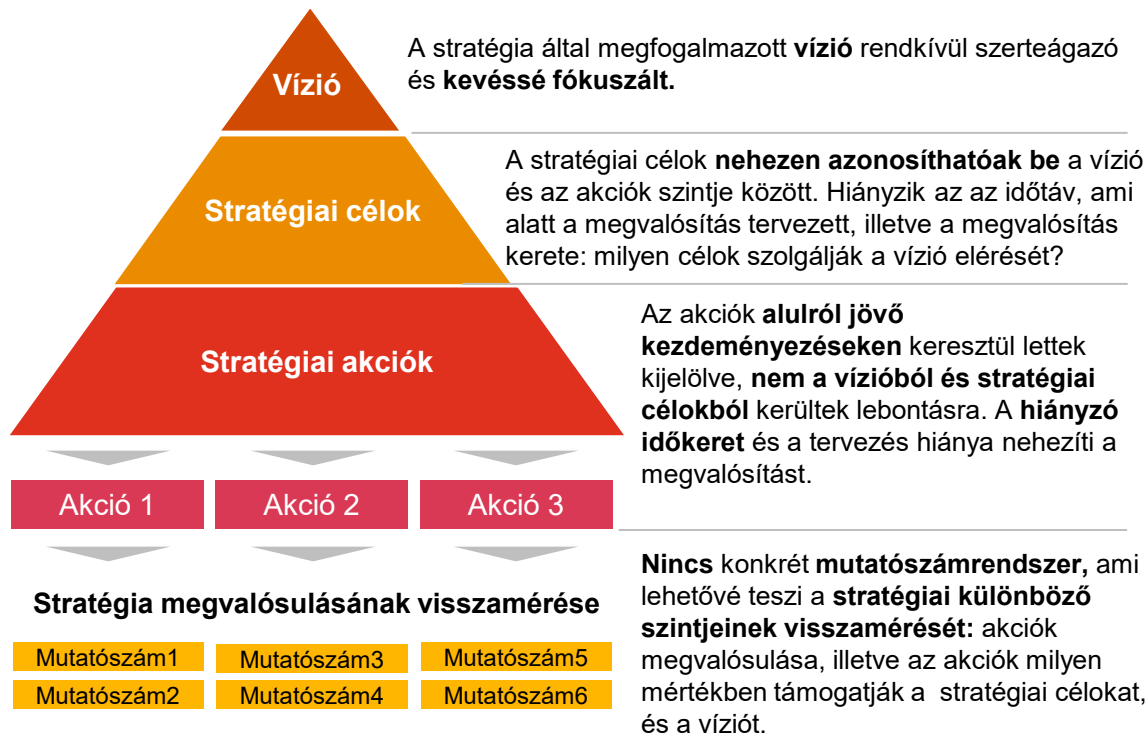 Vízió
A stratégia által megfogalmazott vízió rendkívül szerteágazó
és kevéssé fókuszált.
Stratégiai célok
A stratégiai célok nehezen azonosíthatóak be a vízió
és az akciók szintje között. Hiányzik az az időtáv, ami
alatt a megvalósítás tervezett, illetve a megvalósítás
kerete: milyen célok szolgálják a vízió elérését?
Stratégiai akciók
Az akciók alulról jövő
kezdeményezéseken keresztül lettek
kijelölve, nem a vízióból és stratégiai
célokból kerültek lebontásra. A hiányzó
időkeret és a tervezés hiánya nehezíti a
megvalósítást.
Akció 1
Akció 2
Akció 3
Stratégia megvalósulásának visszamérése
Mutatószám1
Mutatószám3
Mutatószám5
Mutatószám2
Mutatószám4
Mutatószám6
Nincs konkrét mutatószámrendszer, ami
lehetővé teszi a stratégiai különböző
szintjeinek visszamérését: akciók
megvalósulása, illetve az akciók milyen
mértékben támogatják a stratégiai célokat,
és a víziót.